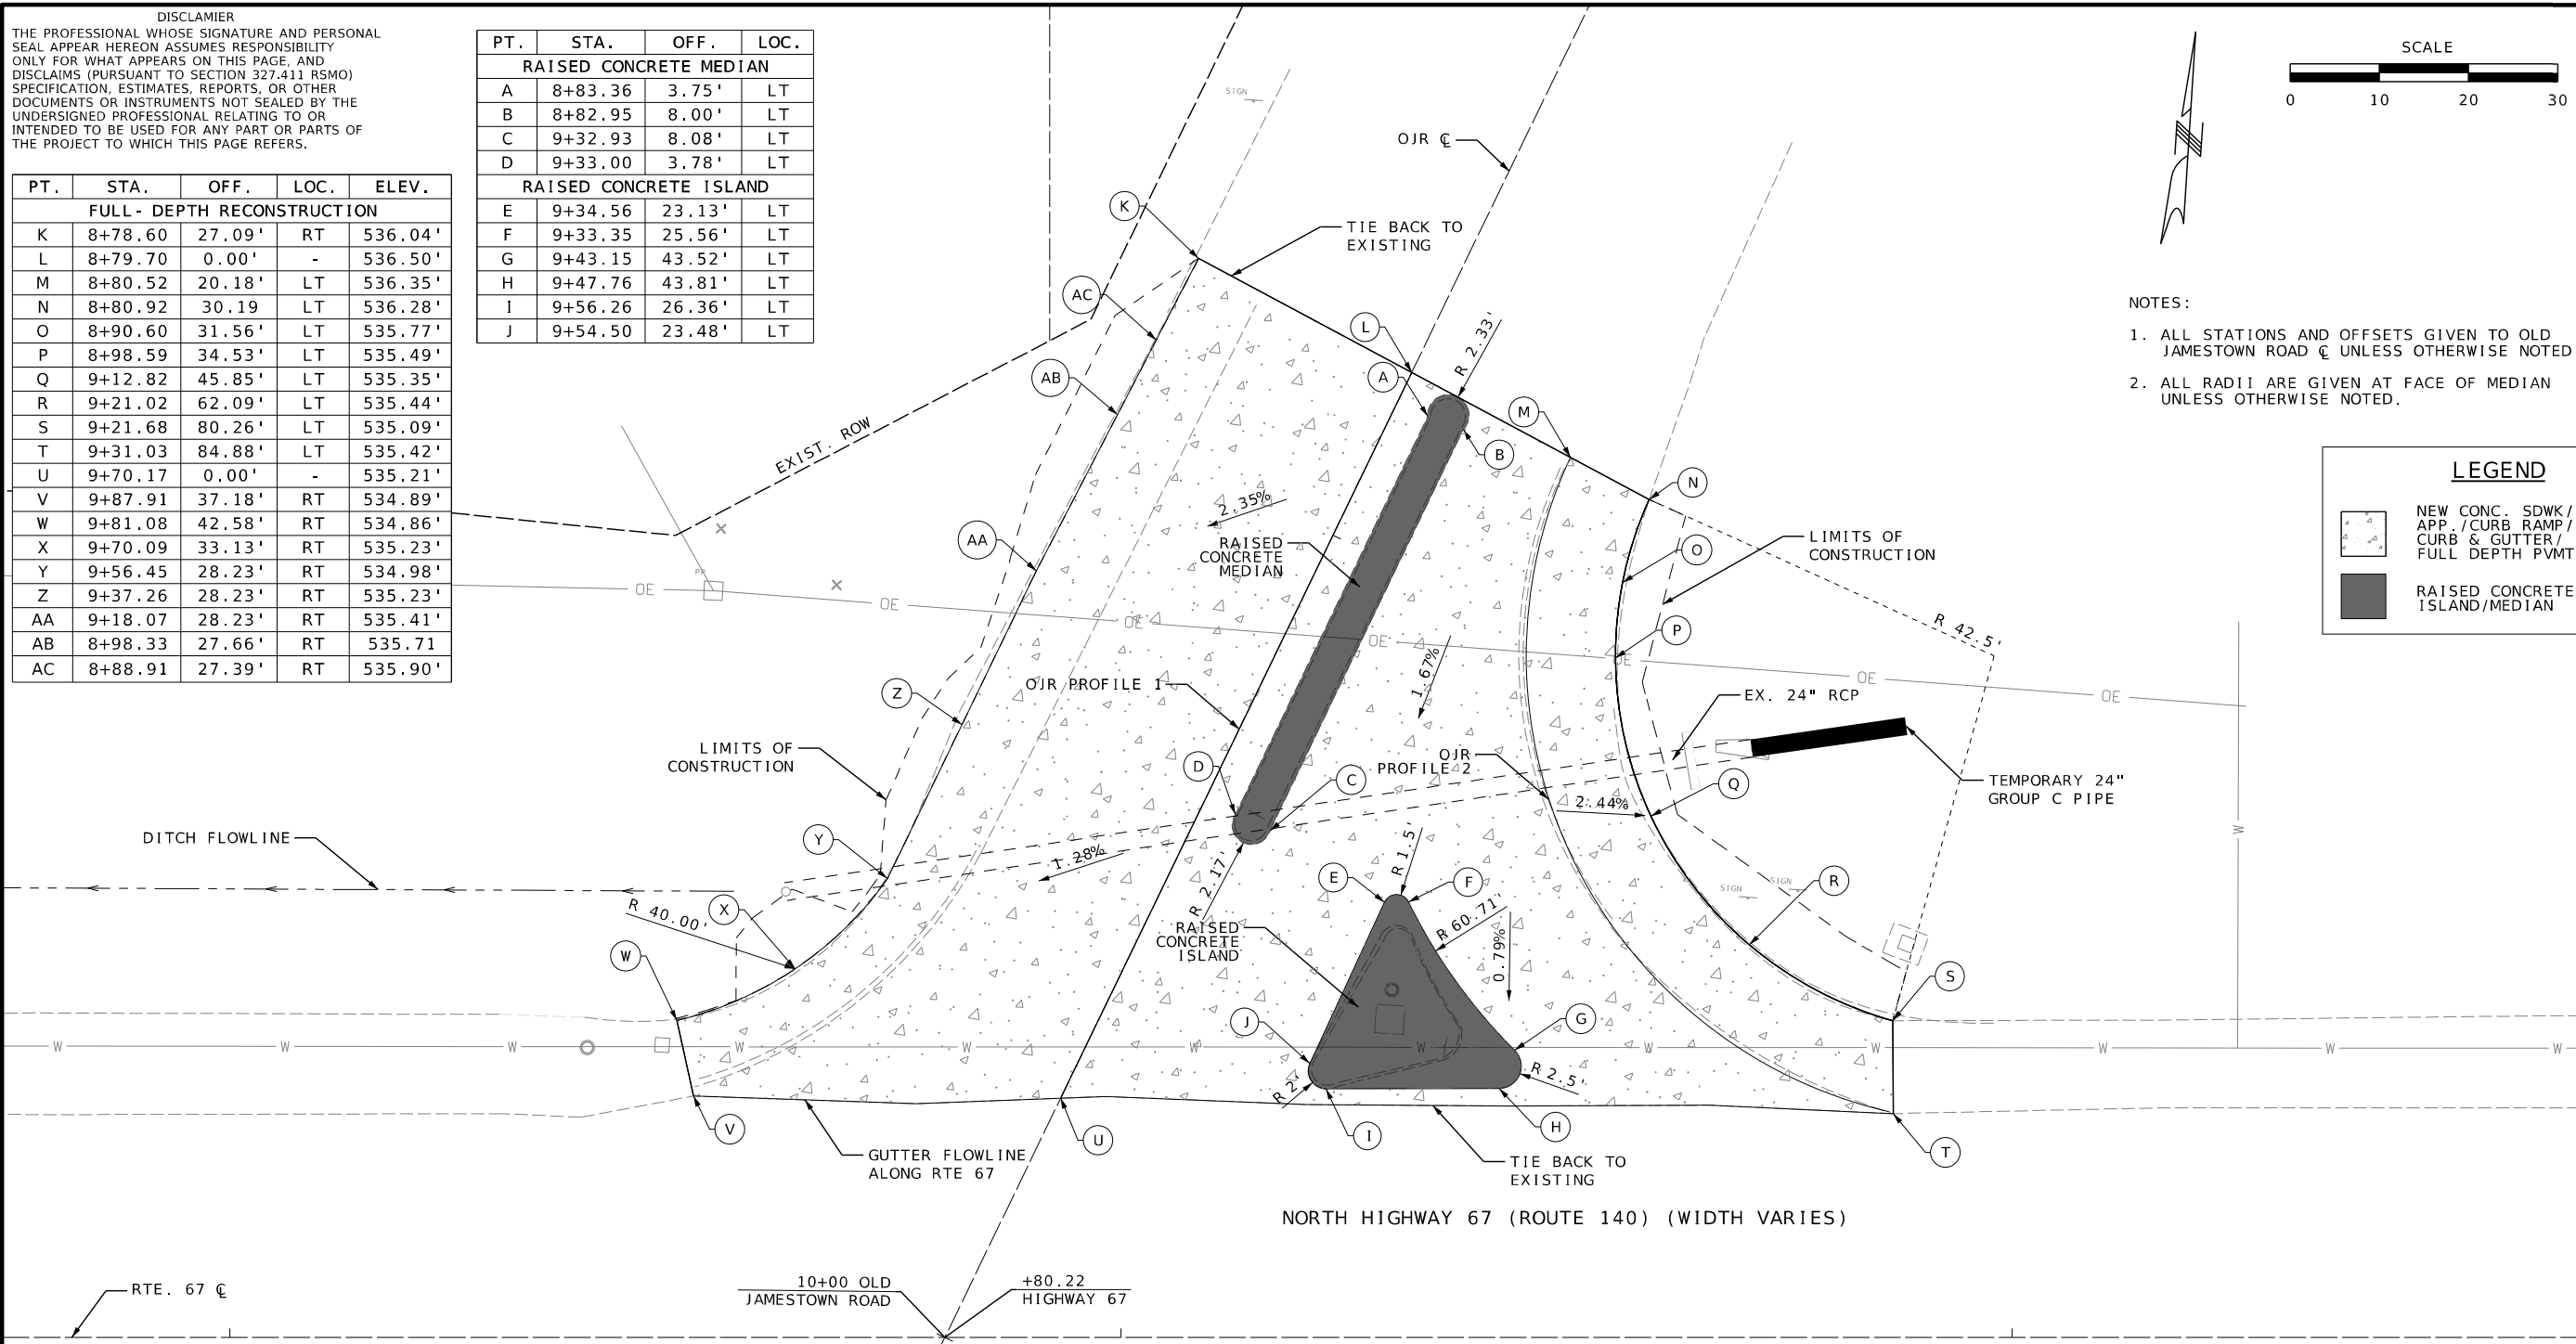 DISCLAMIER
THE PROFESSIONAL WHOSE SIGNATURE AND PERSONAL
SEAL APPEAR HEREON ASSUMES RESPONSIBILITY
ONLY FOR WHAT APPEARS ON THIS PAGE, AND
DISCLAIMS (PURSUANT TO SECTION 327.411 RSMO)
SPECIFICATION, ESTIMATES, REPORTS, OR OTHER
DOCUMENTS OR INSTRUMENTS NOT SEALED BY THE
UNDERSIGNED PROFESSIONAL RELATING TO OR
INTENDED TO BE USED FOR ANY PART OR PARTS OF
THE PROJECT TO WHICH THIS PAGE REFERS.
PT. STA. OFF. LOC. ELEV.
FULL- DEPTH RECONSTRUCTION
K 8+78.60 27.09' RT 536.04'
L 8+79.70 0.00' - 536.50'
M 8+80.52 20.18' LT 536.35'
N 8+80.92 30.19 LT 536.28'
O 8+90.60 31.56' LT 535.77'
P 8+98.59 34.53' LT 535.49'
Q 9+12.82 45.85' LT 535.35'
R 9+21.02 62.09' LT 535.44'
S 9+21.68 80.26' LT 535.09'
T 9+31.03 84.88' LT 535.42'
U 9+70.17 0.00' - 535.21
V 9+87.91 37.18' RT 534.89'
W 9+81.08 42.58' RT 534.86'
X 9+70.09 33.13' RT 535.23'
Y 9+56.45 28.23' RT 534.98'
Z 9+37.26 28.23' RT 535.23'
AA 9+18.07 28.23' RT 535.41'
AB 8+98.33 27.66' RT 535.71
AC 8+88.91 27.39' RT 535.90'
PT. STA. OFF. LOC.
RAISED CONCRETE MEDIAN
A 8+83.36 3.75' LT
B 8+82.95 8.00' LT
C 9+32.93 8.08' LT
D 9+33.00 3.78' LT
RAISED CONCRETE ISLAND
E 9+34.56 23.13' LT
F 9+33.35 25.56' LT
G 9+43.15 43.52' LT
H 9+47.76 43.81' LT
I 9+56.26 26.36' LT
J 9+54.50 23.48' LT
SCALE
0 10 20 30
N
NOTES:
1. ALL STATIONS AND OFFSETS GIVEN TO OLD
JAMESTOWN ROAD ℄ UNLESS OTHERWISE NOTED
2. ALL RADII ARE GIVEN AT FACE OF MEDIAN
UNLESS OTHERWISE NOTED.
LEGEND
NEW CONC. SDWK/
APP./CURB RAMP/
CURB & GUTTER/
FULL DEPTH PVMT
RAISED CONCRETE
ISLAND/MEDIAN
SIGN
OJR ℄
K
TIE BACK TO
EXISTING
AC
L
R 2.33'
A
AB
M
B
N
EXIST. ROW
2.35%
AA
RAISED
CONCRETE
MEDIAN
O
LIMITS OF
CONSTRUCTION
PP
OE
OE
OE
OE
OE
OE
OE
P
R 42.5'
1.67%
Z
OJR PROFILE 1
EX. 24" RCP
LIMITS OF
CONSTRUCTION
D
C
OJR
PROFILE 2
Q
2.44%
TEMPORARY 24"
GROUP C PIPE
W
DITCH FLOWLINE
Y
1.28%
R 1.5'
E
F
R 2.17'
SIGN
SIGN
R
R 40.00'
X
R 60.71'
0.79%
RAISED
CONCRETE
ISLAND
W
S
J
G
W W W W W W W W W W W W
R 2'
R 2.5'
V
U
I
H
T
GUTTER FLOWLINE
ALONG RTE 67
TIE BACK TO
EXISTING
NORTH HIGHWAY 67 (ROUTE 140) (WIDTH VARIES)
RTE. 67 ℄
10+00 OLD
JAMESTOWN ROAD
+80.22
HIGHWAY 67